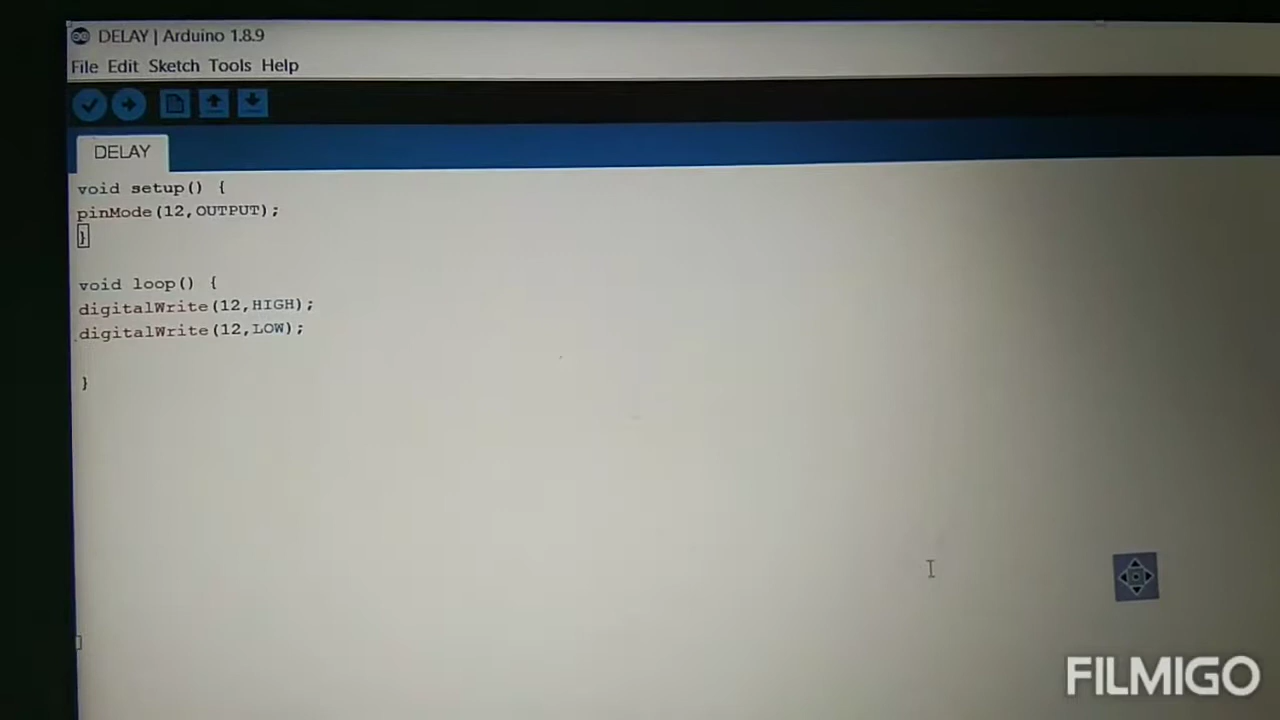 DELAY | Arduino 1.8.9
File Edit Sketch Tools Help
DELAY
void setup() {
pinMode(12,OUTPUT);
}
void loop() {
digitalWrite(12,HIGH);
digitalWrite(12,LOW);
}
FILMIGO